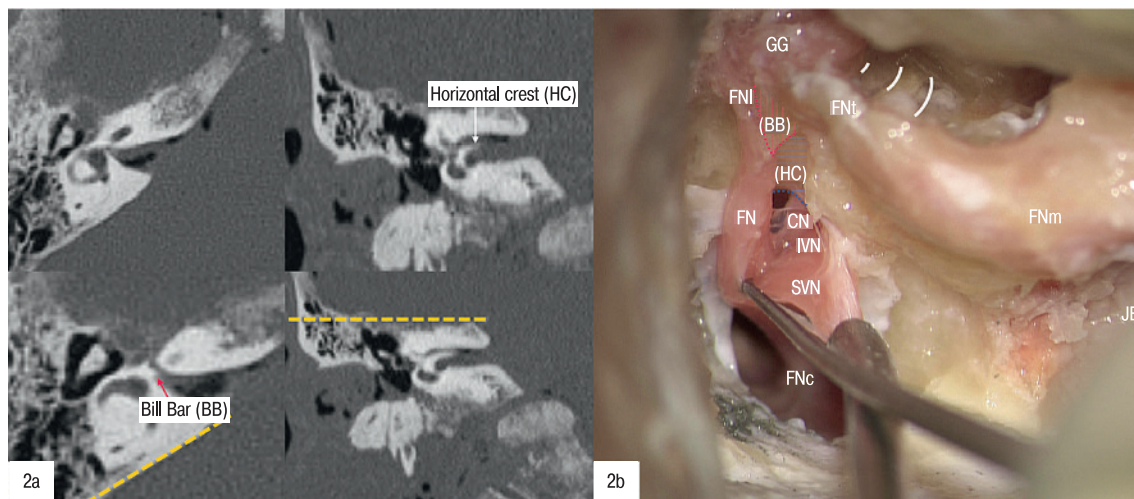 Horizontal crest (HC)
Bill Bar (BB)
2a
GG
FNl
FNt
(BB)
(HC)
FN
CN
IVN
FNm
SVN
FNc
2b